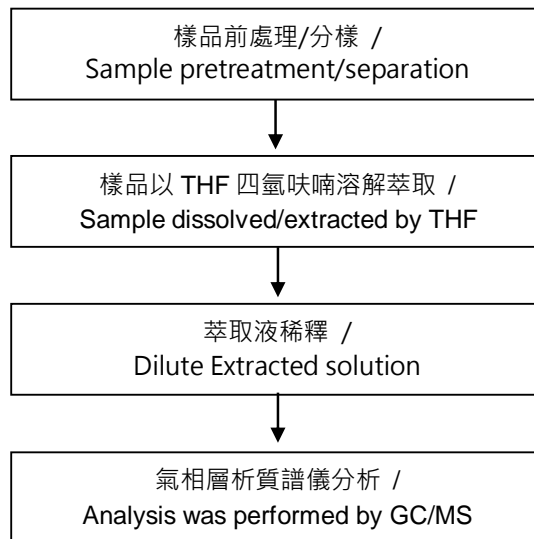 樣品前處理/分樣 /
Sample pretreatment/separation
樣品以 THF 四氫呋喃溶解萃取 /
Sample dissolved/extracted by THF
萃取液稀釋 /
Dilute Extracted solution
氣相層析質譜儀分析 /
Analysis was performed by GC/MS